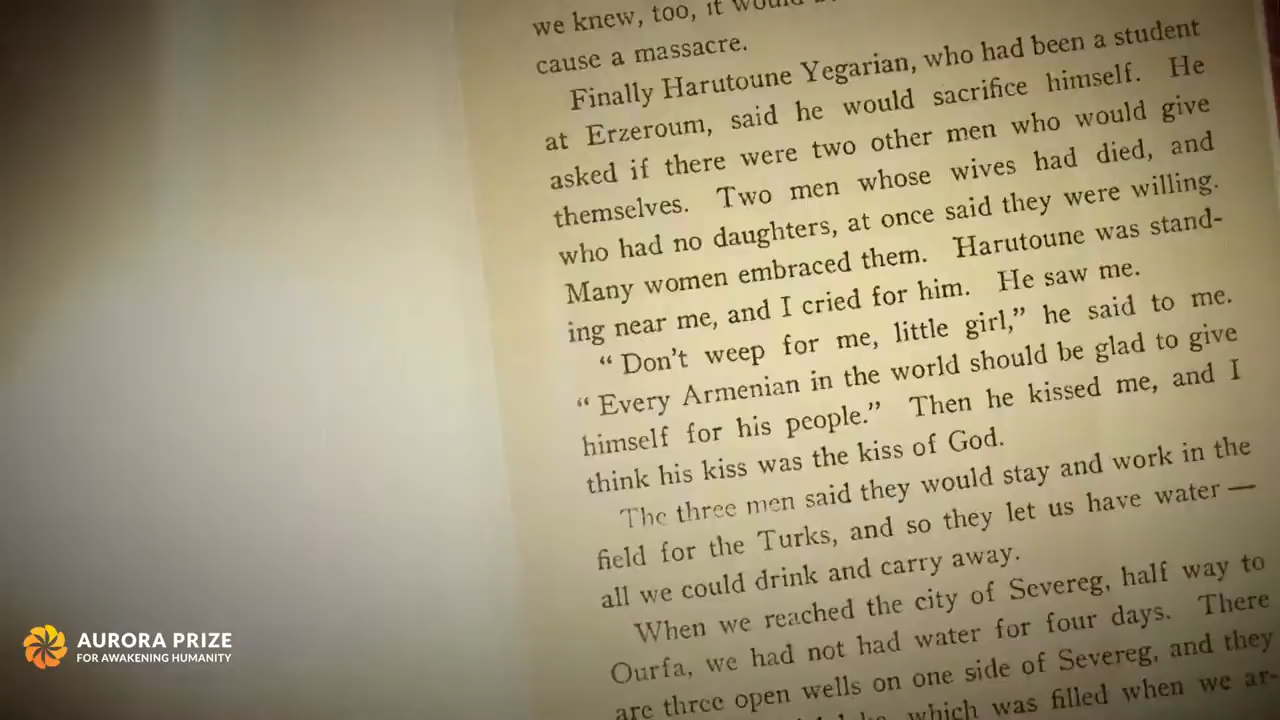 we knew, too, it would
cause a massacre.
Finally Harutoune Yegarian, who had been a student
at Erzeroum, said he would sacrifice himself. He
asked if there were two other men who would give
themselves. Two men whose wives had died, and
who had no daughters, at once said they were willing.
Many women embraced them. Harutoune was stand-
ing near me, and I cried for him. He saw me.
“ Don’t weep for me, little girl,” he said to me.
“ Every Armenian in the world should be glad to give
himself for his people.” Then he kissed me, and I
think his kiss was the kiss of God.
The three men said they would stay and work in the
field for the Turks, and so they let us have water —
all we could drink and carry away.
When we reached the city of Severeg, half way to
Ourfa, we had not had water for four days. There
are three open wells on one side of Severeg, and they
which was filled when we ar-
AURORA PRIZE
FOR AWAKENING HUMANITY